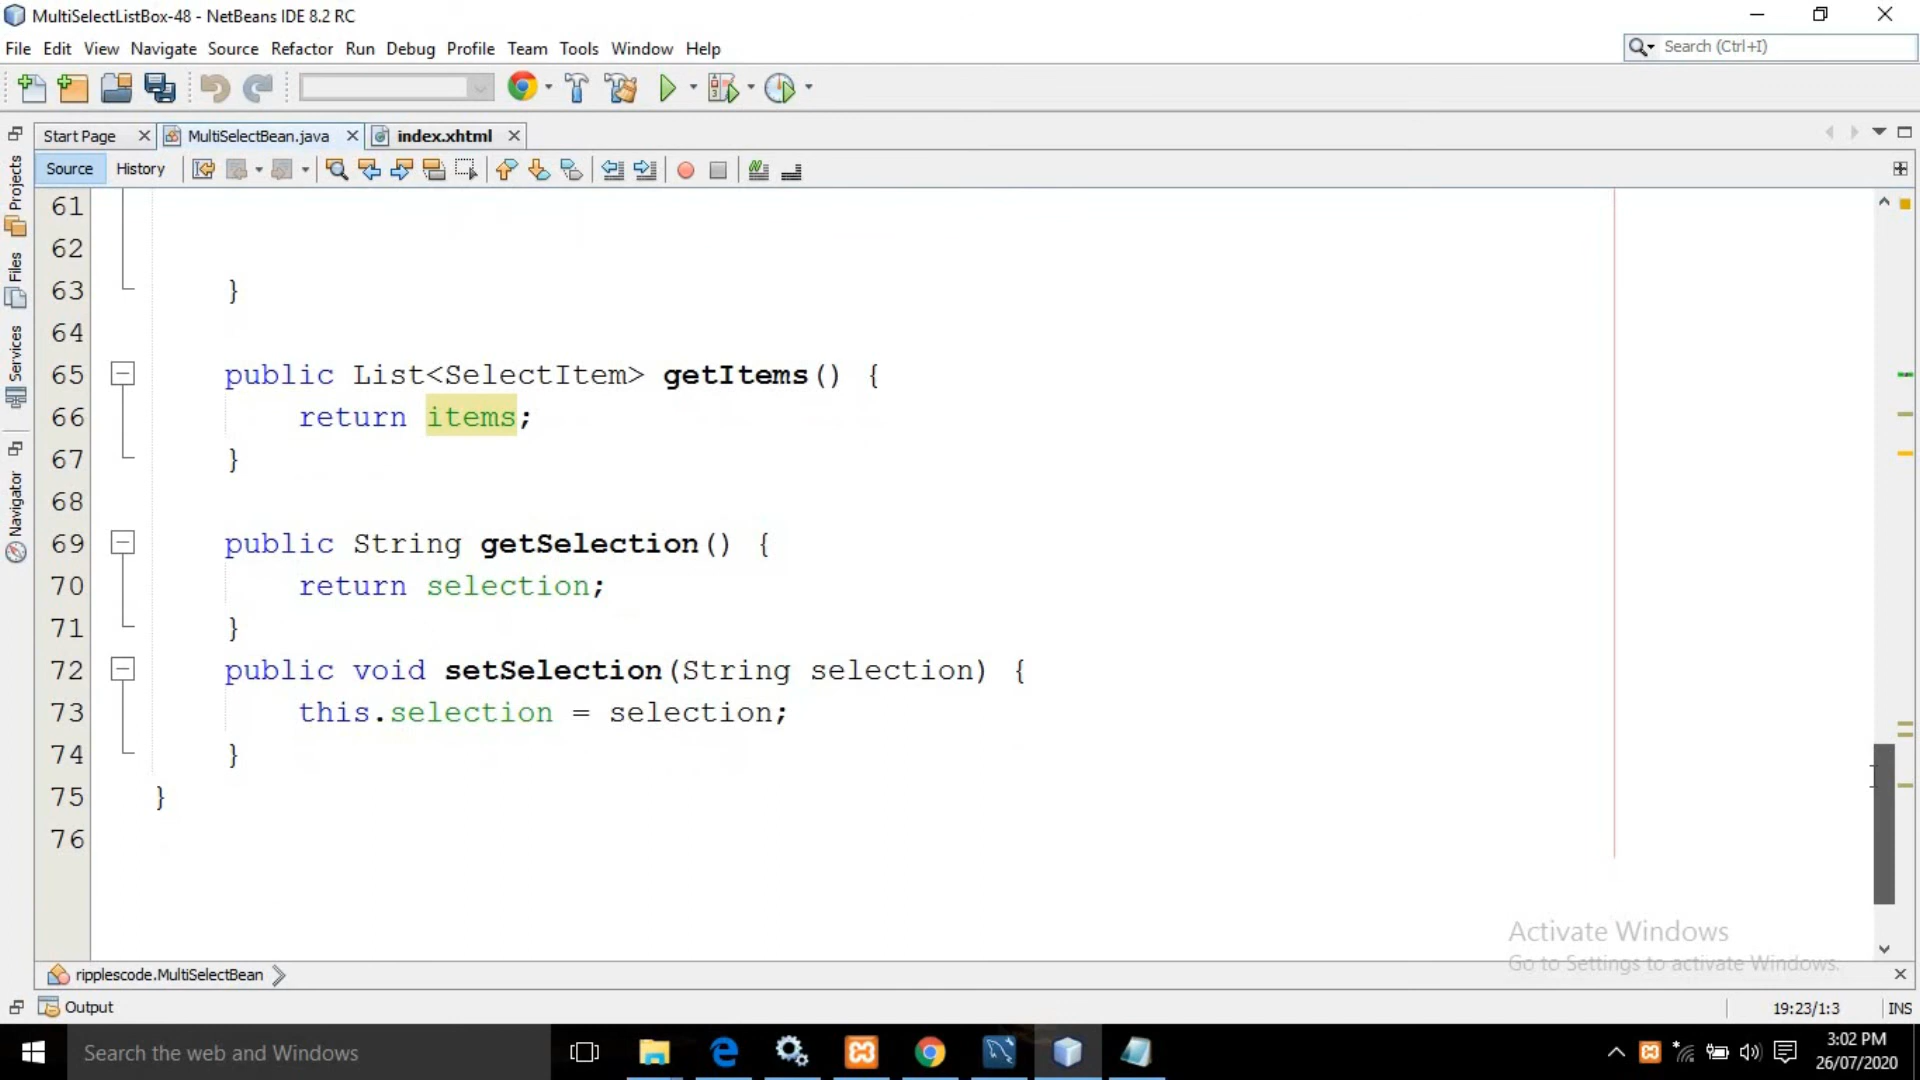 MultiSelectListBox-48 - NetBeans IDE 8.2 RC
File Edit View Navigate Source Refactor Run Debug Profile Team Tools Window Help
Search (Ctrl+I)
Start Page MultiSelectBean.java index.xhtml
Source History
Projects
Files
Services
Navigator
61
62
63 }
64
65 public List<SelectItem> getItems() {
66 return items;
67 }
68
69 public String getSelection() {
70 return selection;
71 }
72 public void setSelection(String selection) {
73 this.selection = selection;
74 }
75 }
76
Activate Windows
Go to Settings to activate Windows.
ripplescode.MultiSelectBean
Output
19:23/1:3 INS
Search the web and Windows
3:02 PM
26/07/2020